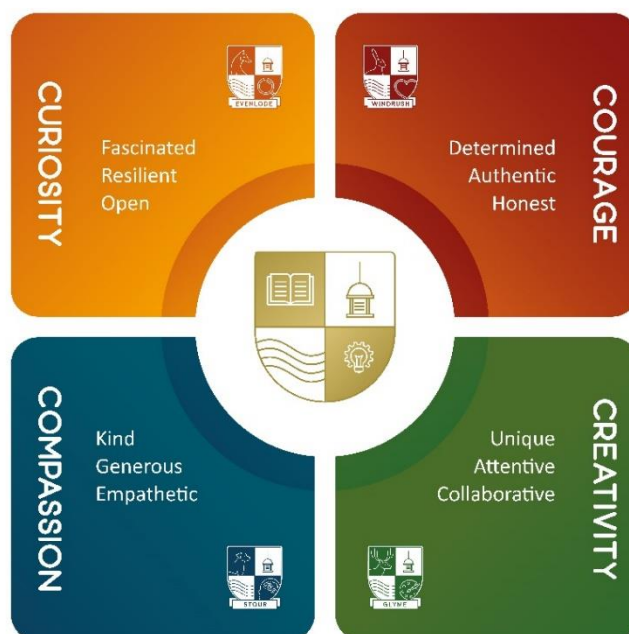 EVENLODE
CURIOSITY
Fascinated
Resilient
Open
WINDRUSH
COURAGE
Determined
Authentic
Honest
COMPASSION
Kind
Generous
Empathetic
STOUR
CREATIVITY
Unique
Attentive
Collaborative
GLYME